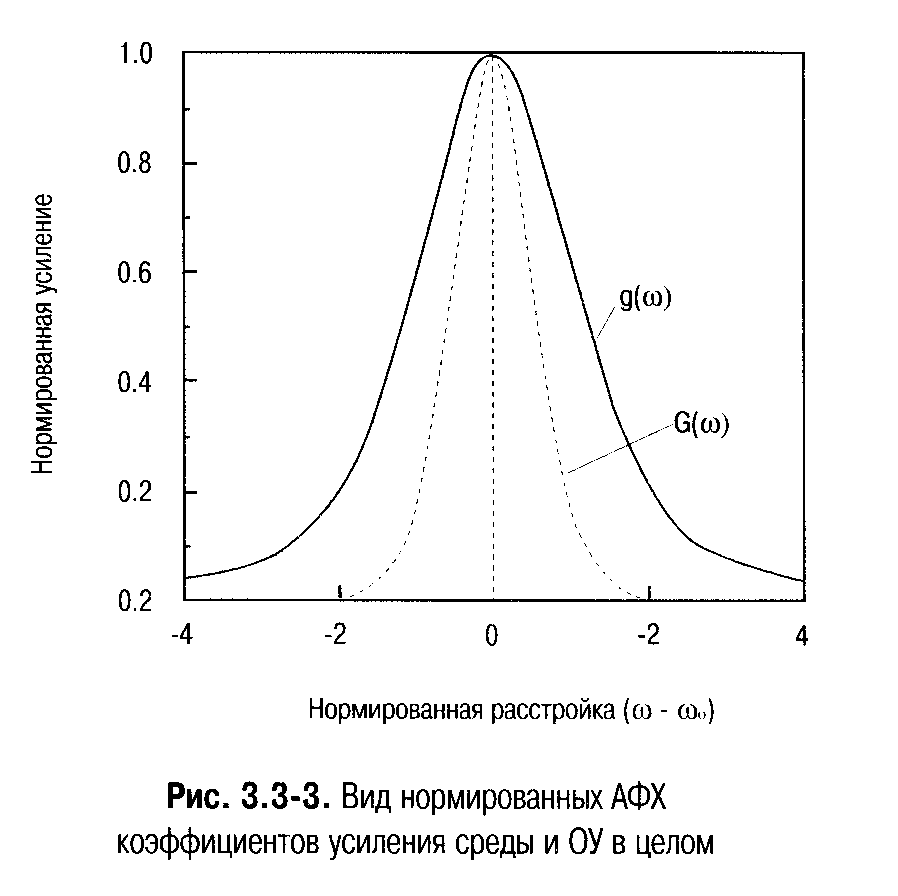 1.0
0.8
0.6
0.4
0.2
0.2
Нормированная усиление
g(ω)
G(ω)
-4 -2 0 -2 4
Нормированная расстройка (ω - ω₀)
Рис. 3.3-3. Вид нормированных АФХ
коэффициентов усиления среды и ОУ в целом